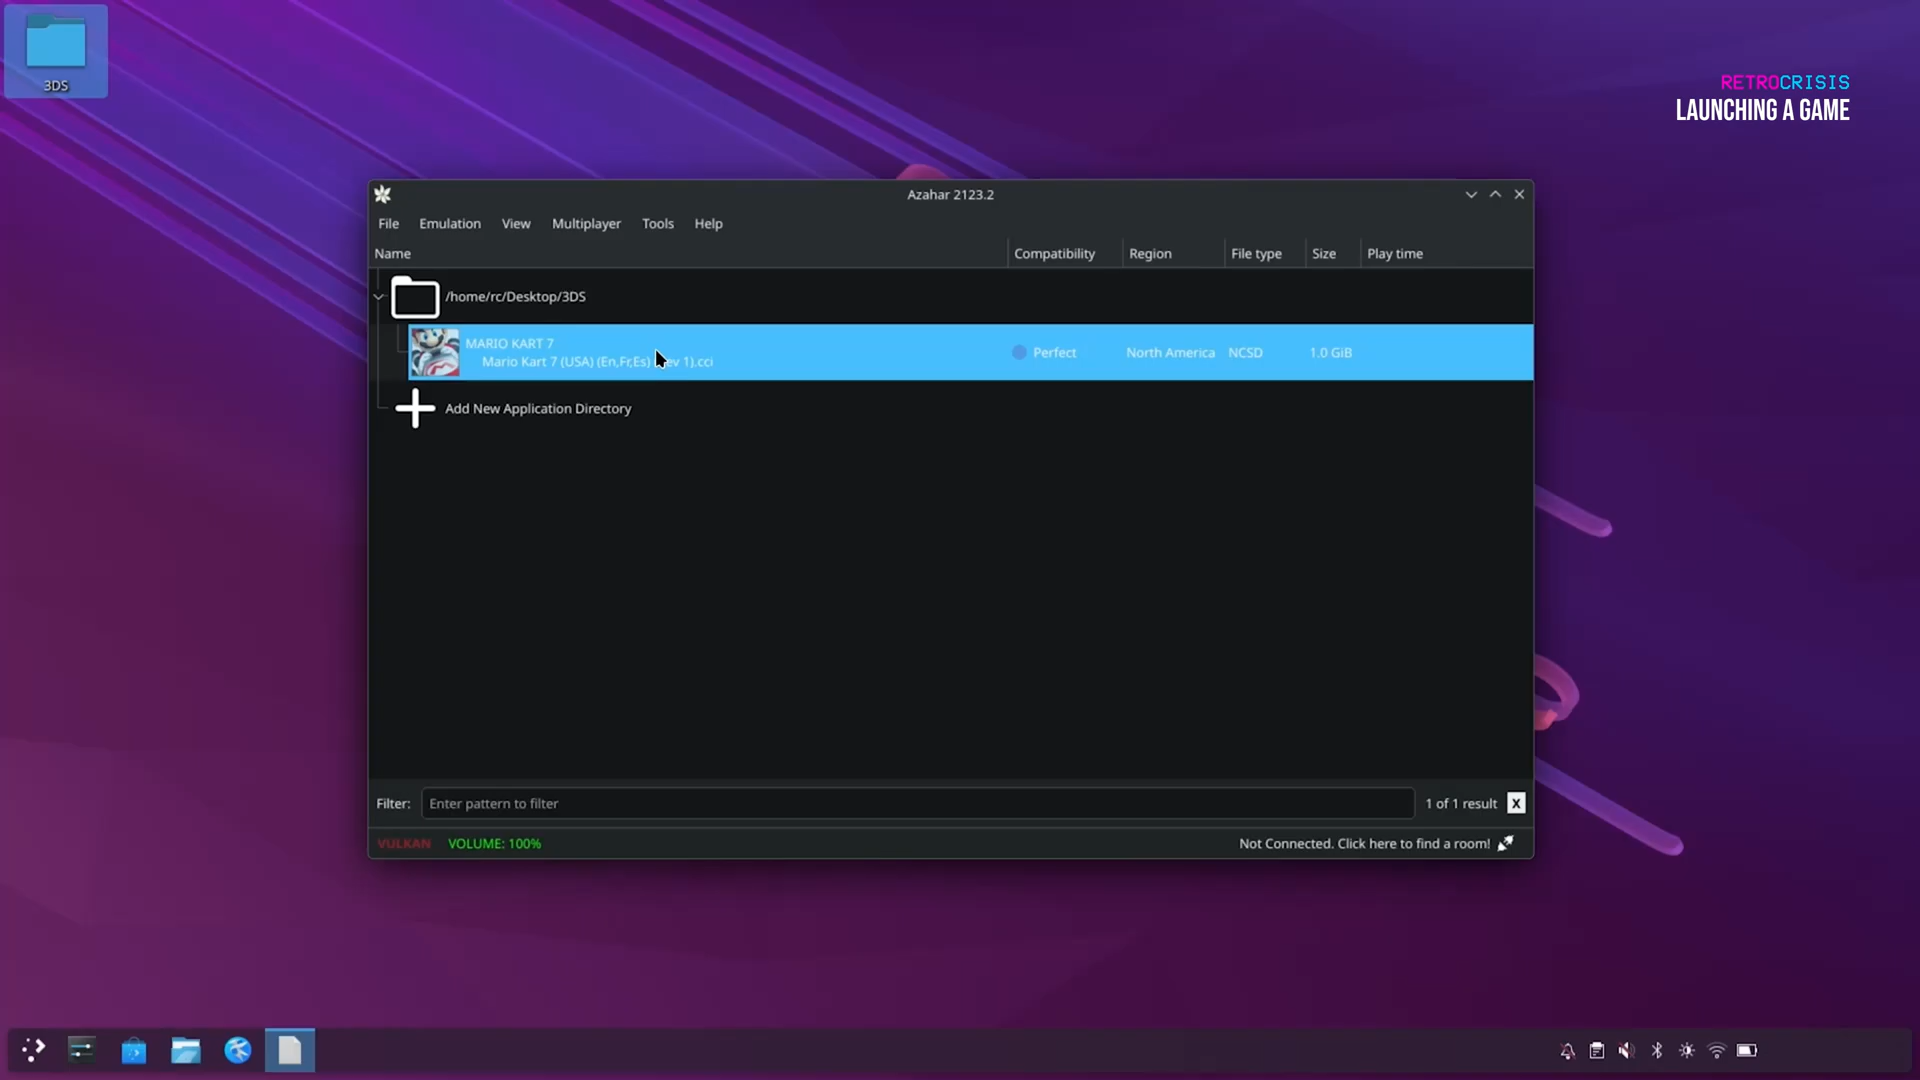 3DS
RETROCRISIS
LAUNCHING A GAME
Azahar 2123.2
File Emulation View Multiplayer Tools Help
Name Compatibility Region File type Size Play time
/home/rc/Desktop/3DS
MARIO KART 7
Mario Kart 7 (USA) (En,Fr,Es) ev 1).cci
Perfect North America NCSD 1.0 GiB
Add New Application Directory
Filter: Enter pattern to filter 1 of 1 result X
VULKAN VOLUME: 100% Not Connected. Click here to find a room!